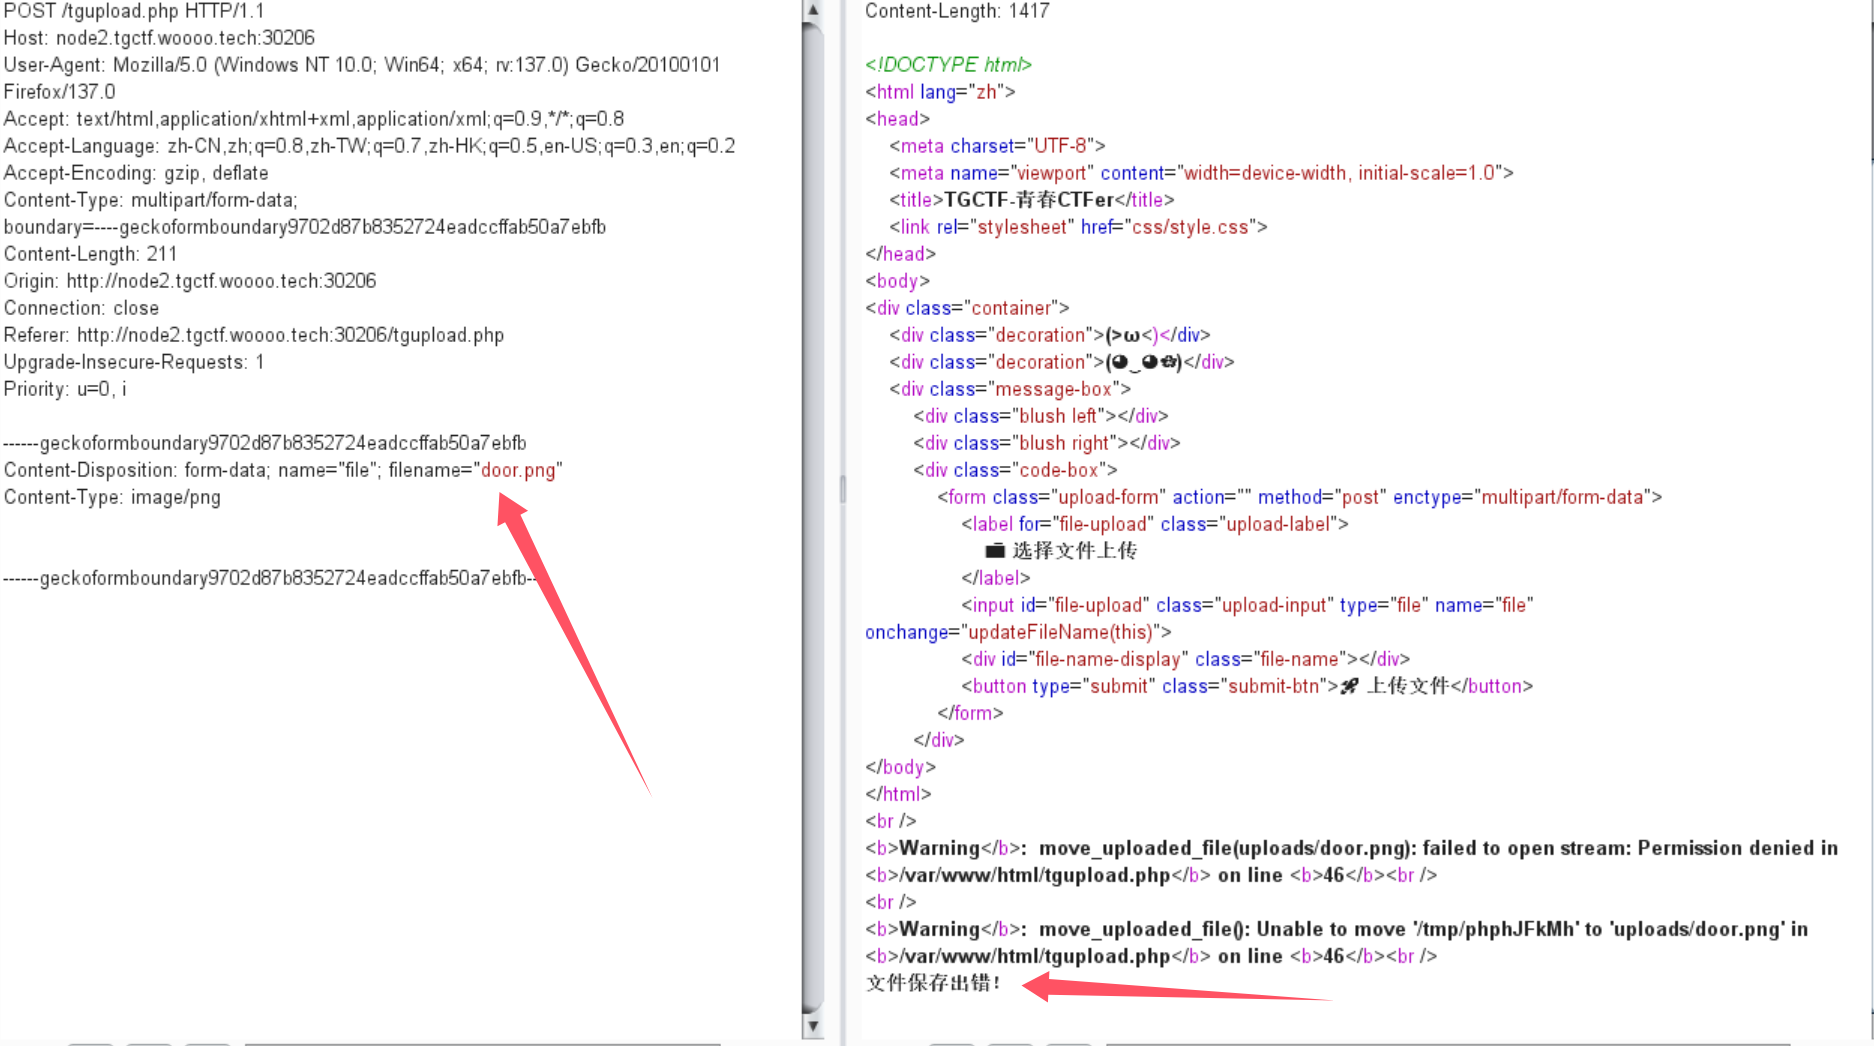 POST /tgupload.php HTTP/1.1
Host: node2.tgctf.woooo.tech:30206
User-Agent: Mozilla/5.0 (Windows NT 10.0; Win64; x64; rv:137.0) Gecko/20100101
Firefox/137.0
Accept: text/html,application/xhtml+xml,application/xml;q=0.9,*/*;q=0.8
Accept-Language: zh-CN,zh;q=0.8,zh-TW;q=0.7,zh-HK;q=0.5,en-US;q=0.3,en;q=0.2
Accept-Encoding: gzip, deflate
Content-Type: multipart/form-data;
boundary=----geckoformboundary9702d87b8352724eadccffab50a7ebfb
Content-Length: 211
Origin: http://node2.tgctf.woooo.tech:30206
Connection: close
Referer: http://node2.tgctf.woooo.tech:30206/tgupload.php
Upgrade-Insecure-Requests: 1
Priority: u=0, i
------geckoformboundary9702d87b8352724eadccffab50a7ebfb
Content-Disposition: form-data; name="file"; filename="door.png"
Content-Type: image/png
------geckoformboundary9702d87b8352724eadccffab50a7ebfb--
Content-Length: 1417
<!DOCTYPE html>
<html lang="zh">
<head>
<meta charset="UTF-8">
<meta name="viewport" content="width=device-width, initial-scale=1.0">
<title>TGCTF-青春CTFer</title>
<link rel="stylesheet" href="css/style.css">
</head>
<body>
<div class="container">
<div class="decoration">(>ω<)</div>
<div class="decoration">(◕‿◕✿)</div>
<div class="message-box">
<div class="blush left"></div>
<div class="blush right"></div>
<div class="code-box">
<form class="upload-form" action="" method="post" enctype="multipart/form-data">
<label for="file-upload" class="upload-label">
📁 选择文件上传
</label>
<input id="file-upload" class="upload-input" type="file" name="file"
onchange="updateFileName(this)">
<div id="file-name-display" class="file-name"></div>
<button type="submit" class="submit-btn">🚀 上传文件</button>
</form>
</div>
</body>
</html>
<br />
<b>Warning</b>:  move_uploaded_file(uploads/door.png): failed to open stream: Permission denied in
<b>/var/www/html/tgupload.php</b> on line <b>46</b><br />
<br />
<b>Warning</b>:  move_uploaded_file(): Unable to move '/tmp/phphJFkMh' to 'uploads/door.png' in
<b>/var/www/html/tgupload.php</b> on line <b>46</b><br />
文件保存出错!